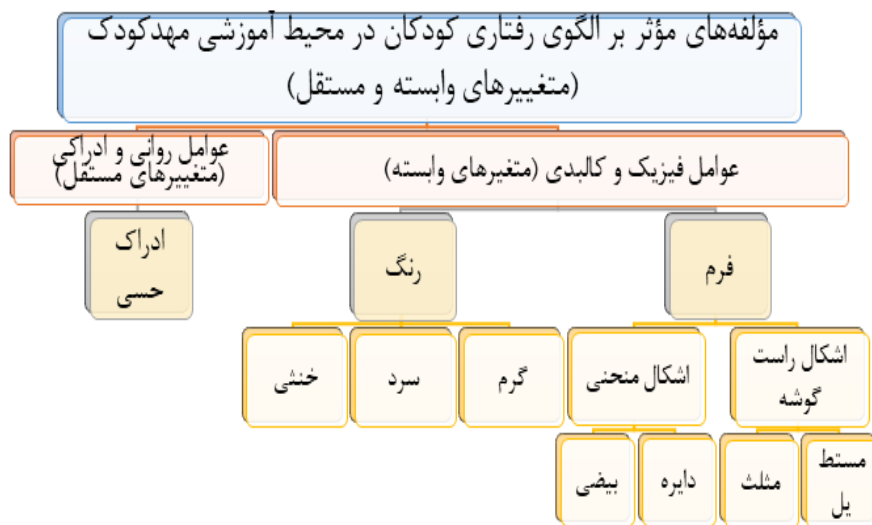 مؤلفه‌های مؤثر بر الگوی رفتاری کودکان در محیط آموزشی مهدکودک
(متغییرهای وابسته و مستقل)
عوامل فیزیک و کالبدی (متغیرهای وابسته)
عوامل روانی و ادراکی
(متغییرهای مستقل)
فرم
رنگ
ادراک
حسی
اشکال راست
گوشه
اشکال منحنی
گرم
سرد
خنثی
مستط
یل
مثلث
دایره
بیضی